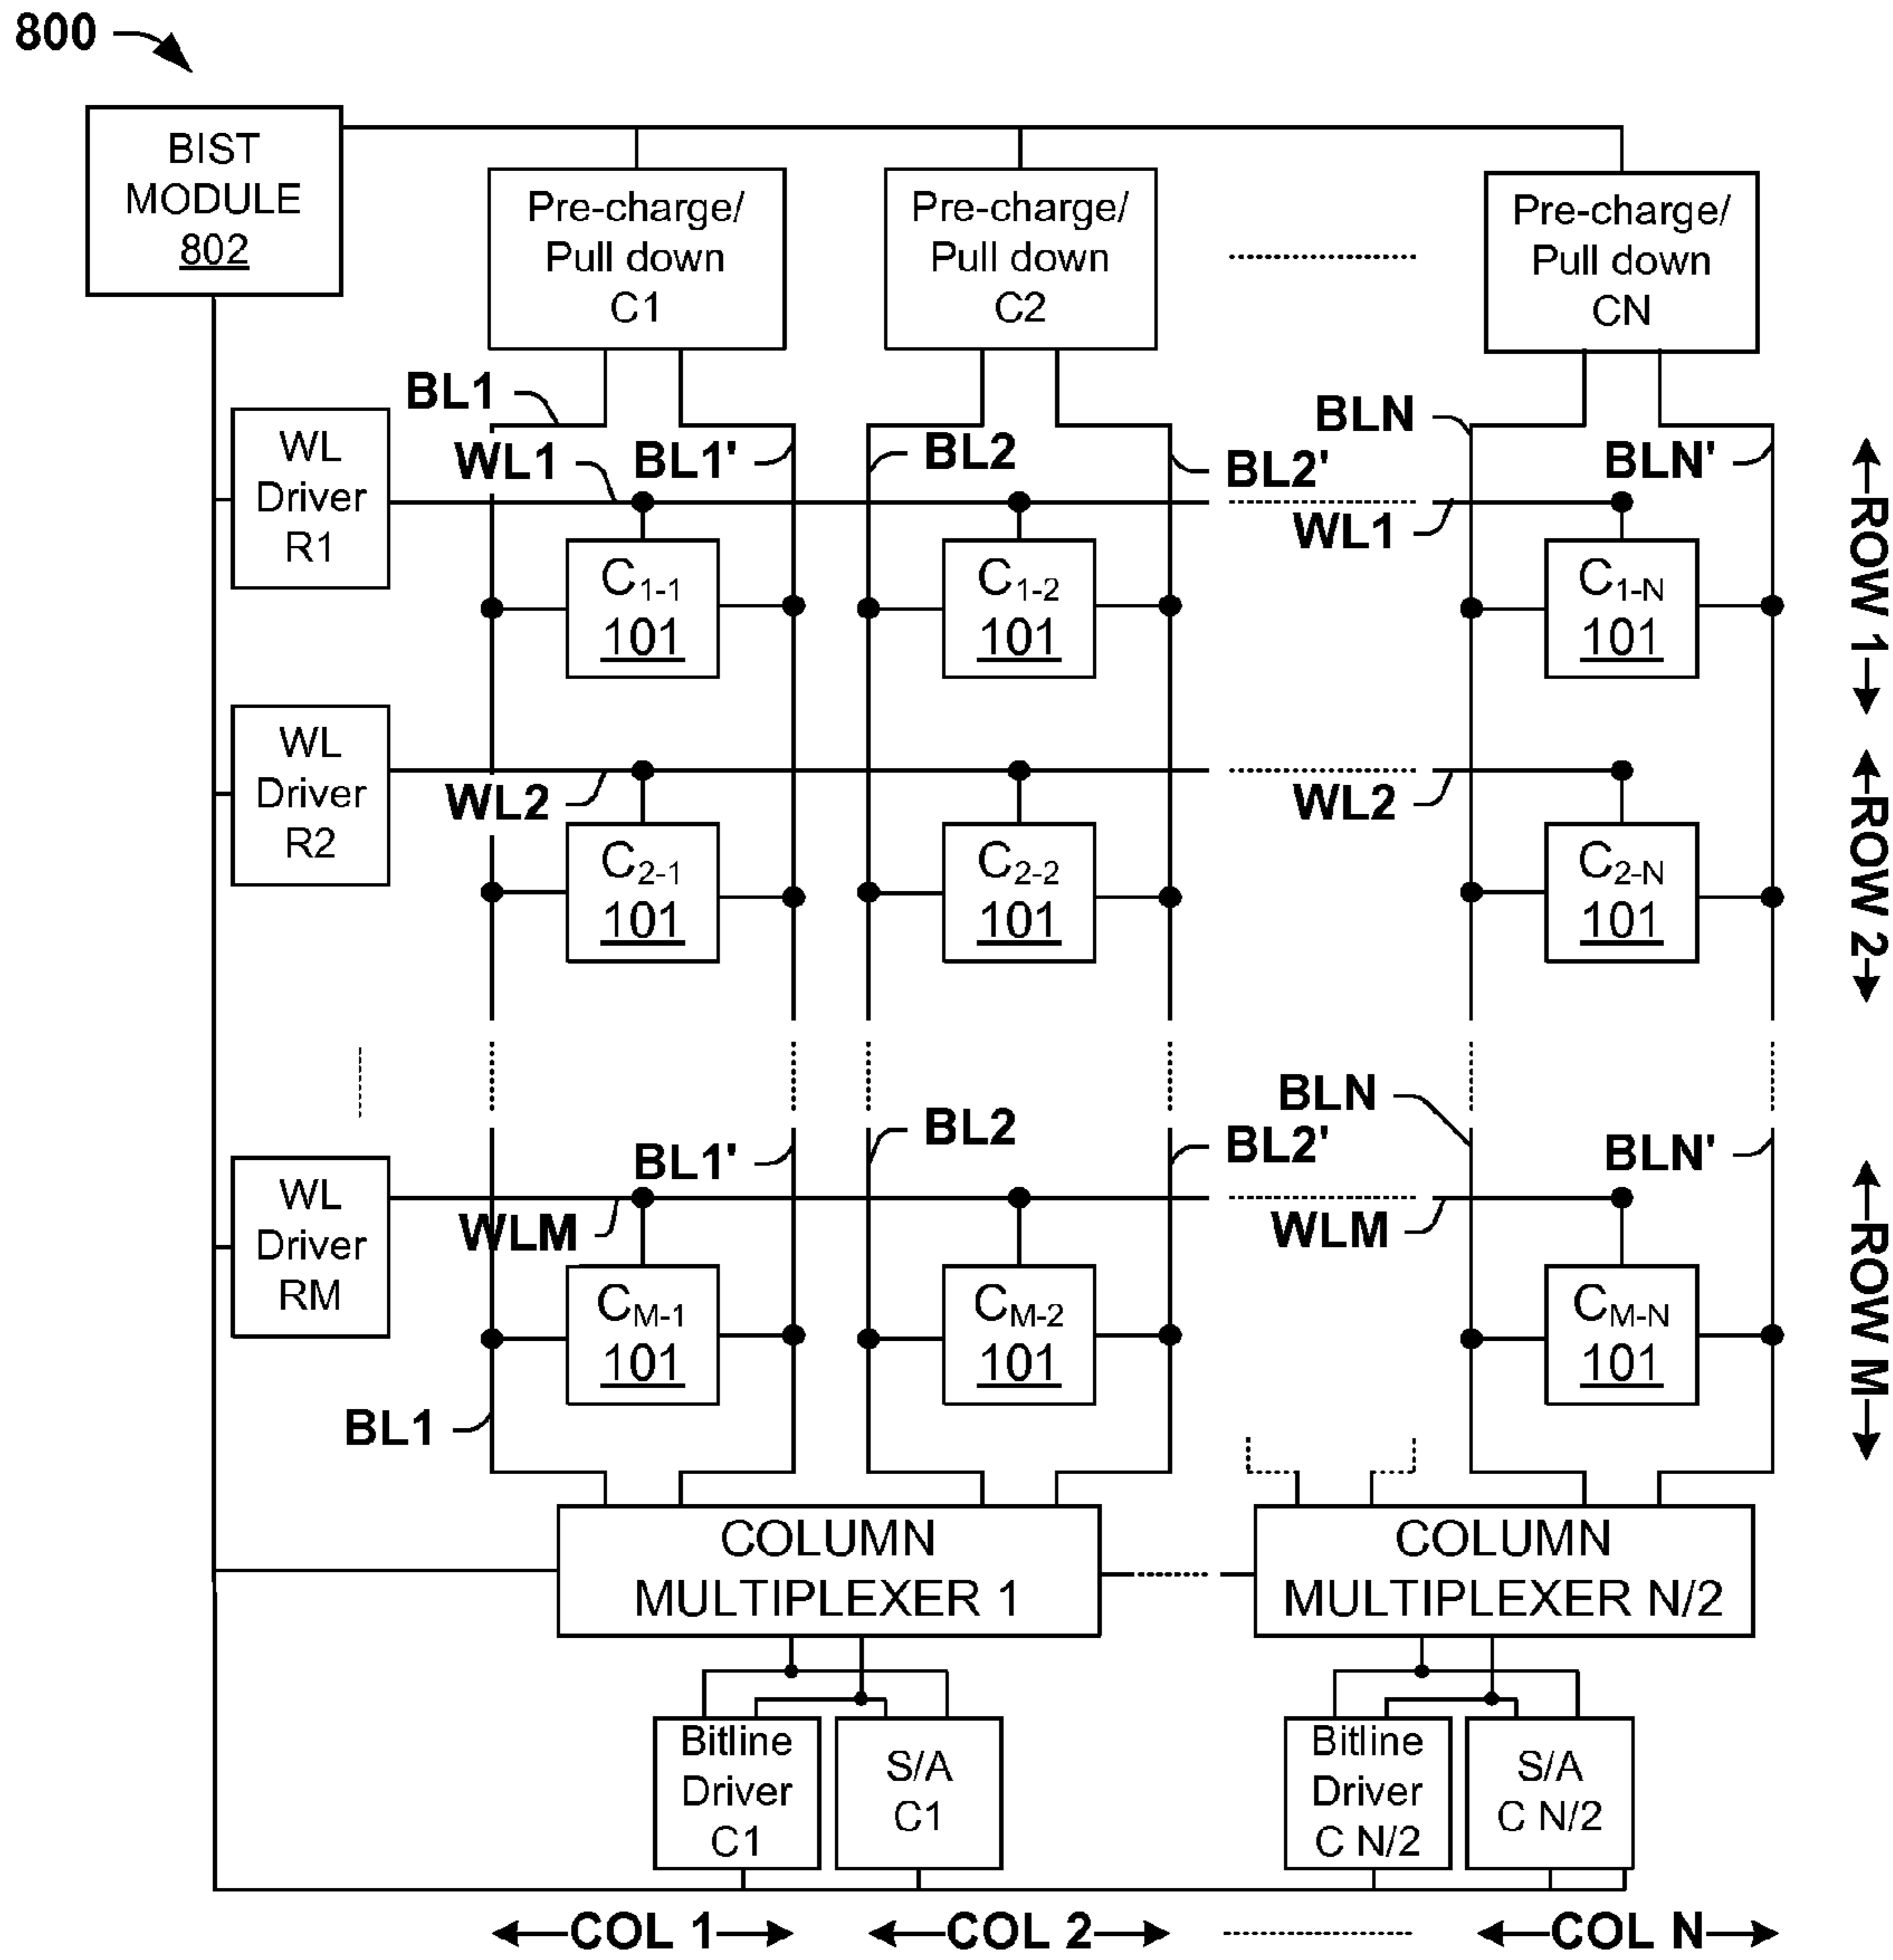 800
BIST
MODULE
802
Pre-charge/
Pull down
C1
Pre-charge/
Pull down
C2
Pre-charge/
Pull down
CN
BL1
BLN
WL
Driver
R1
WL1
BL1'
BL2
BL2'
BLN'
WL1
C1-1
101
C1-2
101
C1-N
101
ROW 1
WL
Driver
R2
WL2
WL2
C2-1
101
C2-2
101
C2-N
101
ROW 2
BLN
BL1'
BL2
BL2'
BLN'
WL
Driver
RM
WLM
WLM
CM-1
101
CM-2
101
CM-N
101
ROW M
BL1
COLUMN
MULTIPLEXER 1
COLUMN
MULTIPLEXER N/2
Bitline
Driver
C1
S/A
C1
Bitline
Driver
C N/2
S/A
C N/2
COL 1
COL 2
COL N